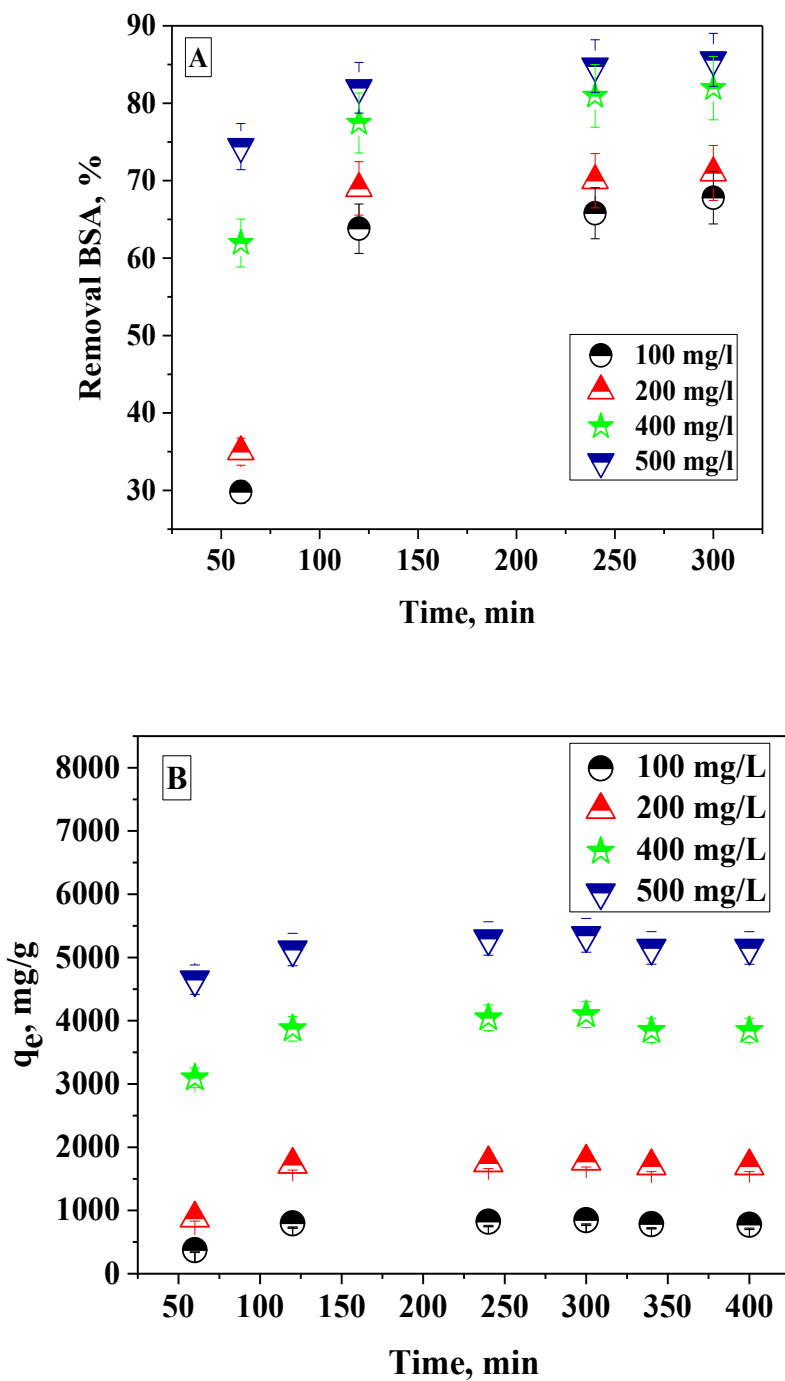 A
90
80
70
60
50
40
30
Removal BSA, %
100 mg/l
200 mg/l
400 mg/l
500 mg/l
50 100 150 200 250 300
Time, min
B
8000
7000
6000
5000
4000
3000
2000
1000
0
qe, mg/g
100 mg/L
200 mg/L
400 mg/L
500 mg/L
50 100 150 200 250 300 350 400
Time, min